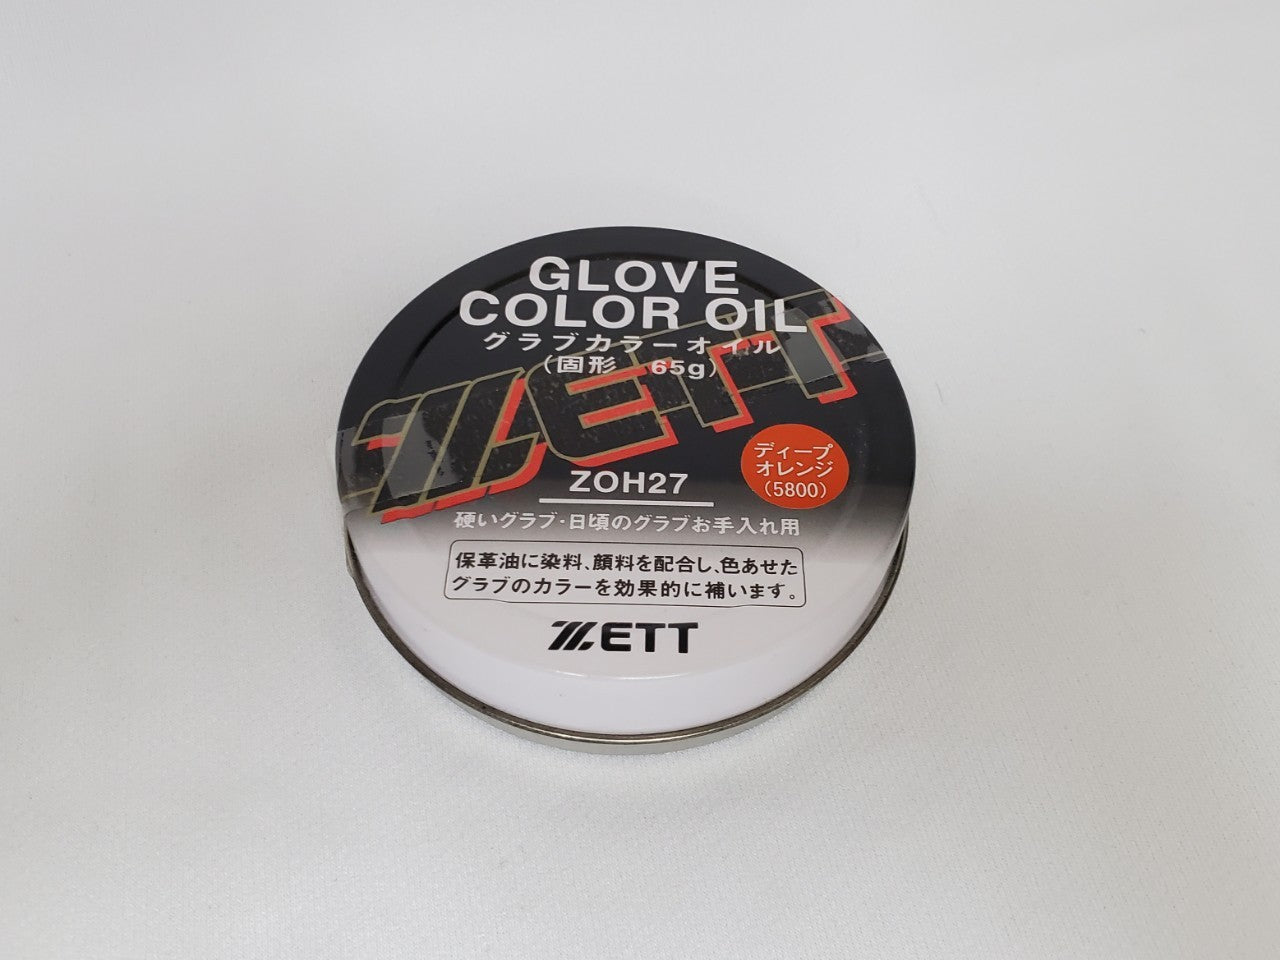 GLOVE
COLOR OIL
グラブカラーオイル
(固形 65g)
ZETT
ZOH27
ディープ
オレンジ
(5800)
硬いグラブ・日頃のグラブお手入れ用
保革油に染料、顔料を配合し、色あせた
グラブのカラーを効果的に補います。
ZETT